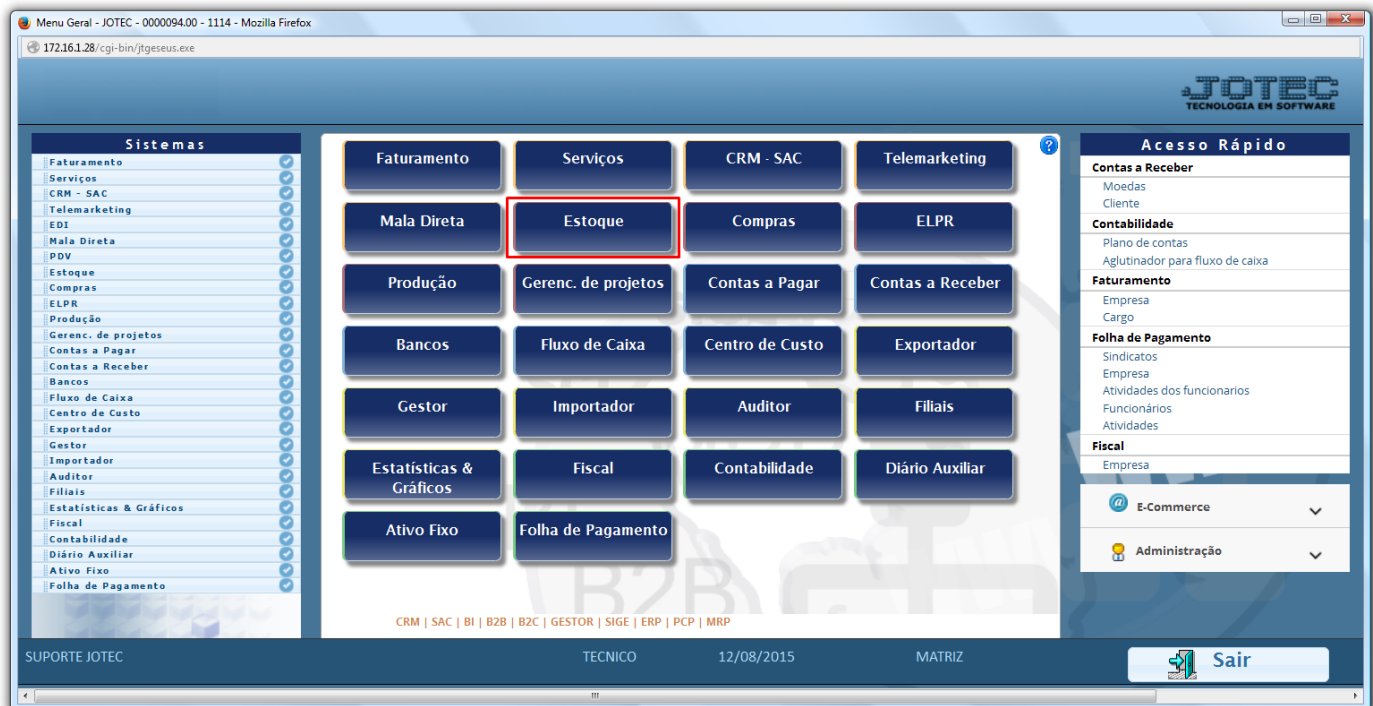 Menu Geral - JOTEC - 0000094.00 - 1114 - Mozilla Firefox
172.16.1.28/cgi-bin/jtgeseus.exe
JOTEC
TECNOLOGIA EM SOFTWARE
Sistemas
Faturamento
Serviços
CRM - SAC
Telemarketing
EDI
Mala Direta
PDV
Estoque
Compras
ELPR
Produção
Gerenc. de projetos
Contas a Pagar
Contas a Receber
Bancos
Fluxo de Caixa
Centro de Custo
Exportador
Gestor
Importador
Auditor
Filiais
Estatísticas & Gráficos
Fiscal
Contabilidade
Diário Auxiliar
Ativo Fixo
Folha de Pagamento
Faturamento Serviços CRM - SAC Telemarketing
Mala Direta Estoque Compras ELPR
Produção Gerenc. de projetos Contas a Pagar Contas a Receber
Bancos Fluxo de Caixa Centro de Custo Exportador
Gestor Importador Auditor Filiais
Estatísticas & Gráficos Fiscal Contabilidade Diário Auxiliar
Ativo Fixo Folha de Pagamento
B2B
CRM | SAC | BI | B2B | B2C | GESTOR | SIGE | ERP | PCP | MRP
?
Acesso Rápido
Contas a Receber
Moedas
Cliente
Contabilidade
Plano de contas
Aglutinador para fluxo de caixa
Faturamento
Empresa
Cargo
Folha de Pagamento
Sindicatos
Empresa
Atividades dos funcionarios
Funcionários
Atividades
Fiscal
Empresa
@ E-Commerce
Administração
SUPORTE JOTEC TECNICO 12/08/2015 MATRIZ Sair